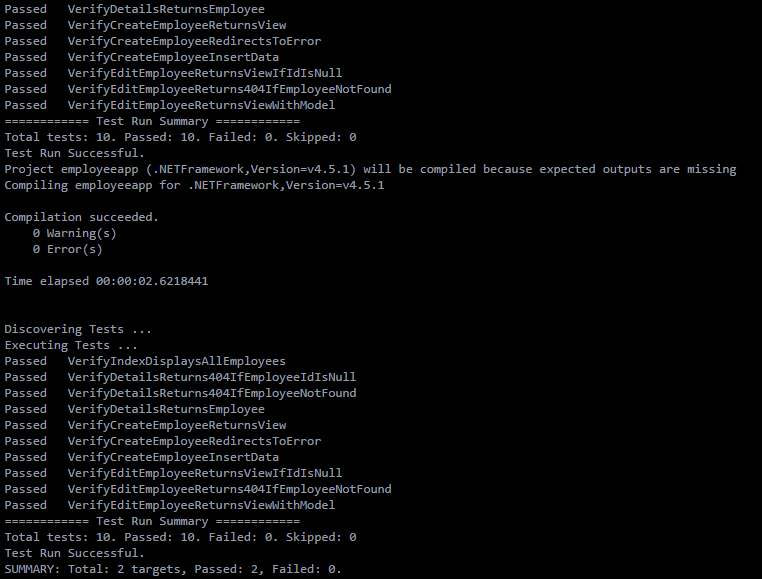 Passed   VerifyDetailsReturnsEmployee
Passed   VerifyCreateEmployeeReturnsView
Passed   VerifyCreateEmployeeRedirectsToError
Passed   VerifyCreateEmployeeInsertData
Passed   VerifyEditEmployeeReturnsViewIfIdIsNull
Passed   VerifyEditEmployeeReturns404IfEmployeeNotFound
Passed   VerifyEditEmployeeReturnsViewWithModel
============ Test Run Summary ============
Total tests: 10. Passed: 10. Failed: 0. Skipped: 0
Test Run Successful.
Project employeeapp (.NETFramework,Version=v4.5.1) will be compiled because expected outputs are missing
Compiling employeeapp for .NETFramework,Version=v4.5.1
Compilation succeeded.
    0 Warning(s)
    0 Error(s)
Time elapsed 00:00:02.6218441
Discovering Tests ...
Executing Tests ...
Passed   VerifyIndexDisplaysAllEmployees
Passed   VerifyDetailsReturns404IfEmployeeIdIsNull
Passed   VerifyDetailsReturns404IfEmployeeNotFound
Passed   VerifyDetailsReturnsEmployee
Passed   VerifyCreateEmployeeReturnsView
Passed   VerifyCreateEmployeeRedirectsToError
Passed   VerifyCreateEmployeeInsertData
Passed   VerifyEditEmployeeReturnsViewIfIdIsNull
Passed   VerifyEditEmployeeReturns404IfEmployeeNotFound
Passed   VerifyEditEmployeeReturnsViewWithModel
============ Test Run Summary ============
Total tests: 10. Passed: 10. Failed: 0. Skipped: 0
Test Run Successful.
SUMMARY: Total: 2 targets, Passed: 2, Failed: 0.